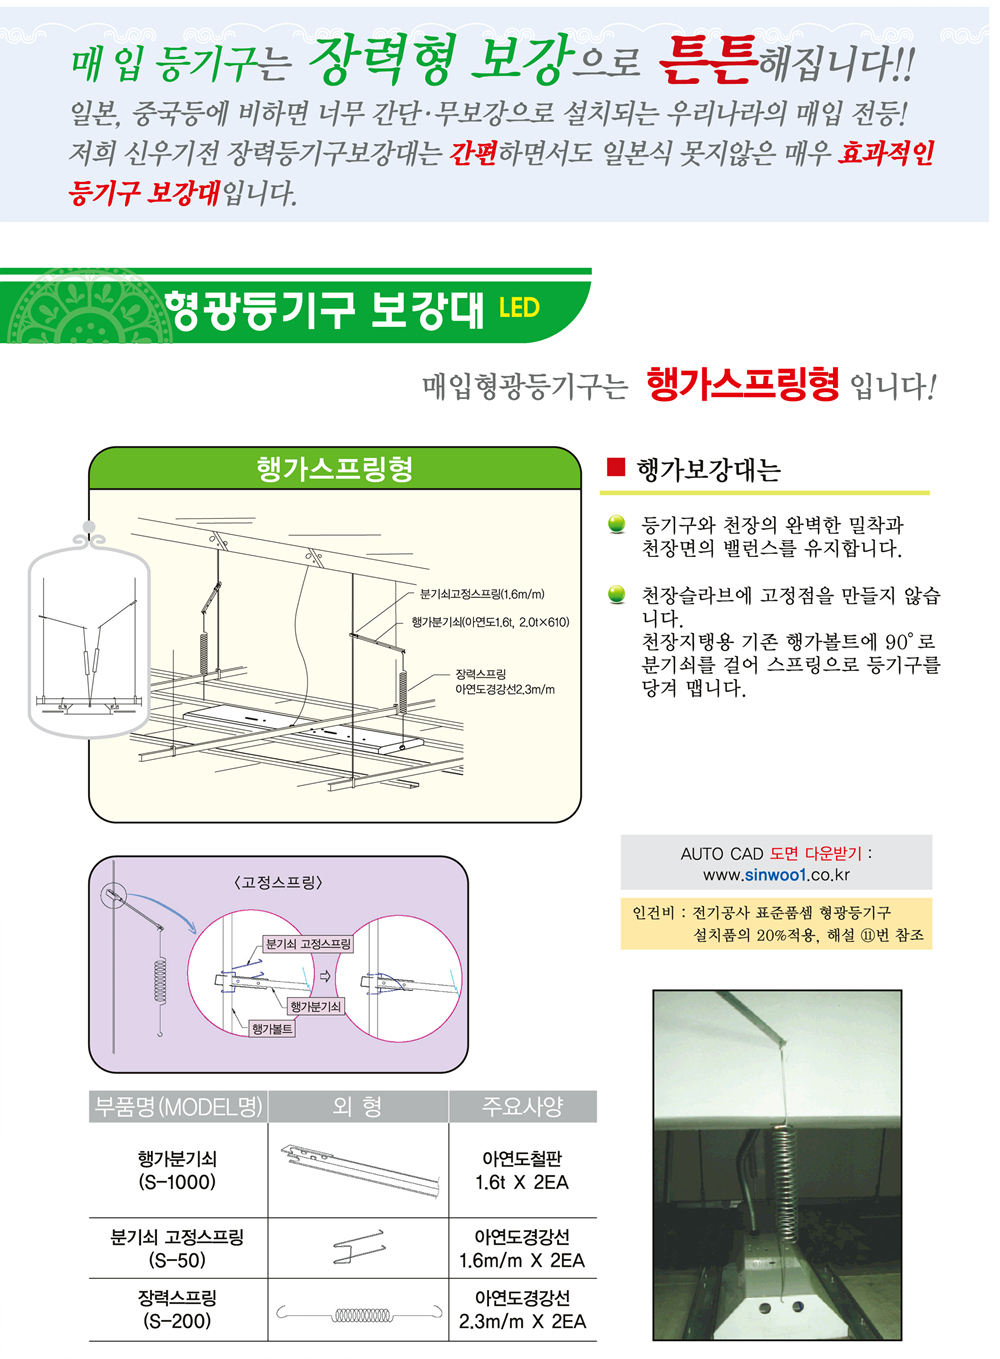 매입 등기구는 장력형 보강으로 튼튼해집니다!!
일본, 중국등에 비하면 너무 간단·무보강으로 설치되는 우리나라의 매입 전등!
저희 신우기전 장력등기구보강대는 간편하면서도 일본식 못지않은 매우 효과적인
등기구 보강대입니다.
형광등기구 보강대 LED
매입형광등기구는 행가스프링형 입니다!
행가스프링형
분기쇠고정스프링(1,6m/m)
행가분기쇠(아연도1.6t, 2.0t×610)
장력스프링
아연도경강선2,3m/m
■ 행가보강대는
등기구와 천장의 완벽한 밀착과
천장면의 밸런스를 유지합니다.
천장슬라브에 고정점을 만들지 않습
니다.
천장지탱용 기존 행가볼트에 90°로
분기쇠를 걸어 스프링으로 등기구를
당겨 맵니다.
AUTO CAD 도면 다운받기 :
www.sinwoo1.co.kr
인건비 : 전기공사 표준품셈 형광등기구
설치품의 20%적용, 해설 ⑪번 참조
〈고정스프링〉
분기쇠 고정스프링
행가분기쇠
행가볼트
부품명(MODEL명) 외 형 주요사양
행가분기쇠
(S-1000)
아연도철판
1.6t X 2EA
분기쇠 고정스프링
(S-50)
아연도경강선
1.6m/m X 2EA
장력스프링
(S-200)
아연도경강선
2.3m/m X 2EA